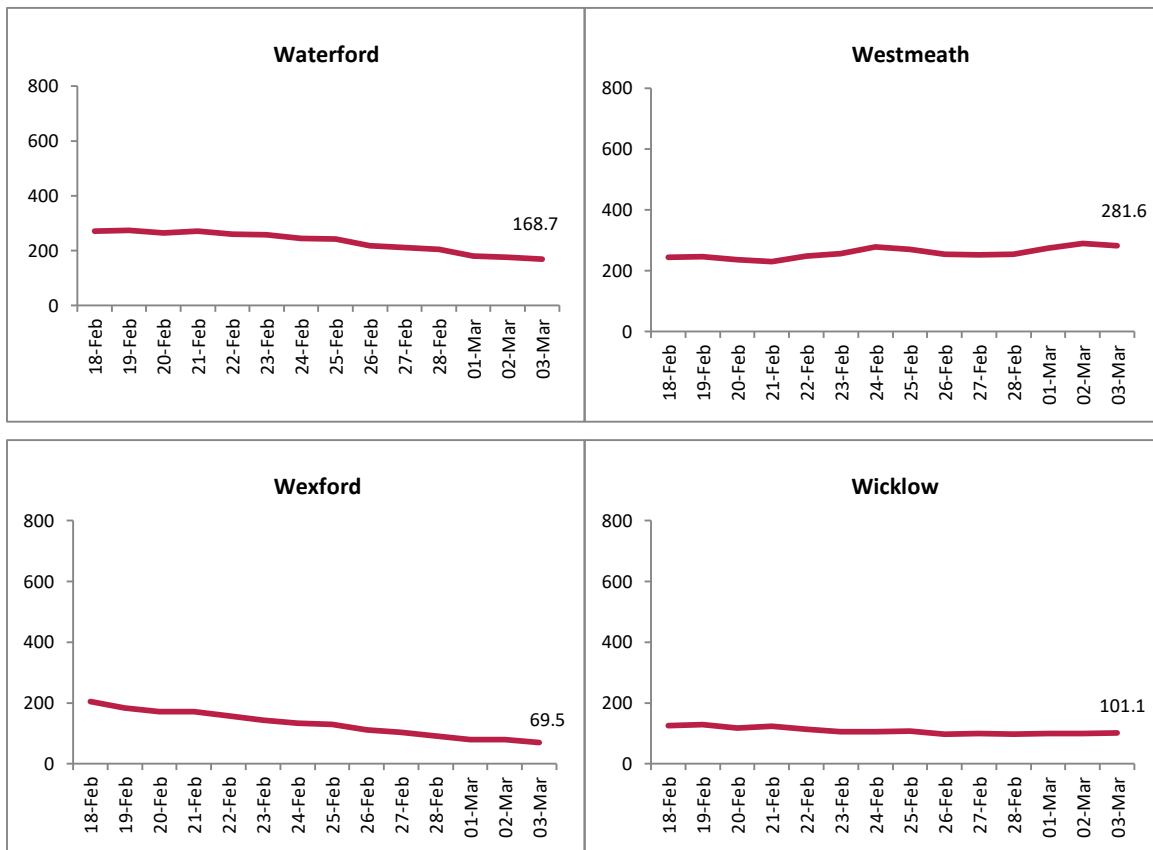 Waterford
800
600
400
200
0
168.7
18-Feb
19-Feb
20-Feb
21-Feb
22-Feb
23-Feb
24-Feb
25-Feb
26-Feb
27-Feb
28-Feb
01-Mar
02-Mar
03-Mar
Westmeath
800
600
400
200
0
281.6
18-Feb
19-Feb
20-Feb
21-Feb
22-Feb
23-Feb
24-Feb
25-Feb
26-Feb
27-Feb
28-Feb
01-Mar
02-Mar
03-Mar
Wexford
800
600
400
200
0
69.5
18-Feb
19-Feb
20-Feb
21-Feb
22-Feb
23-Feb
24-Feb
25-Feb
26-Feb
27-Feb
28-Feb
01-Mar
02-Mar
03-Mar
Wicklow
800
600
400
200
0
101.1
18-Feb
19-Feb
20-Feb
21-Feb
22-Feb
23-Feb
24-Feb
25-Feb
26-Feb
27-Feb
28-Feb
01-Mar
02-Mar
03-Mar